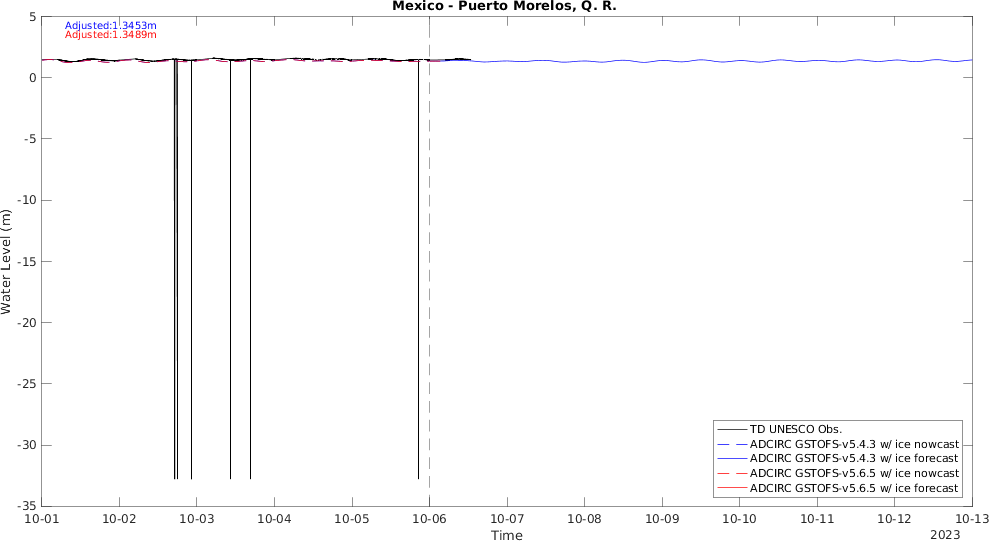 Mexico - Puerto Morelos, Q. R.
Adjusted:1.3453m
Adjusted:1.3489m
5
0
-5
-10
-15
-20
-25
-30
-35
Water Level (m)
TD UNESCO Obs.
ADCIRC GSTOFS-v5.4.3 w/ ice nowcast
ADCIRC GSTOFS-v5.4.3 w/ ice forecast
ADCIRC GSTOFS-v5.6.5 w/ ice nowcast
ADCIRC GSTOFS-v5.6.5 w/ ice forecast
10-01 10-02 10-03 10-04 10-05 10-06 10-07 10-08 10-09 10-10 10-11 10-12 10-13
Time
2023